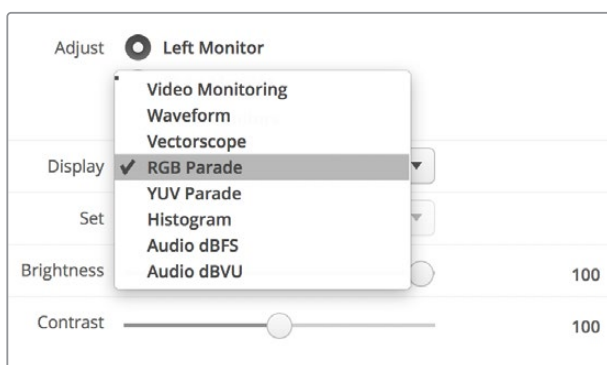 Adjust Left Monitor
Video Monitoring
Waveform
Vectorscope
Display ✔ RGB Parade
YUV Parade
Set Histogram
Audio dBFS
Brightness Audio dBVU 100
Contrast 100